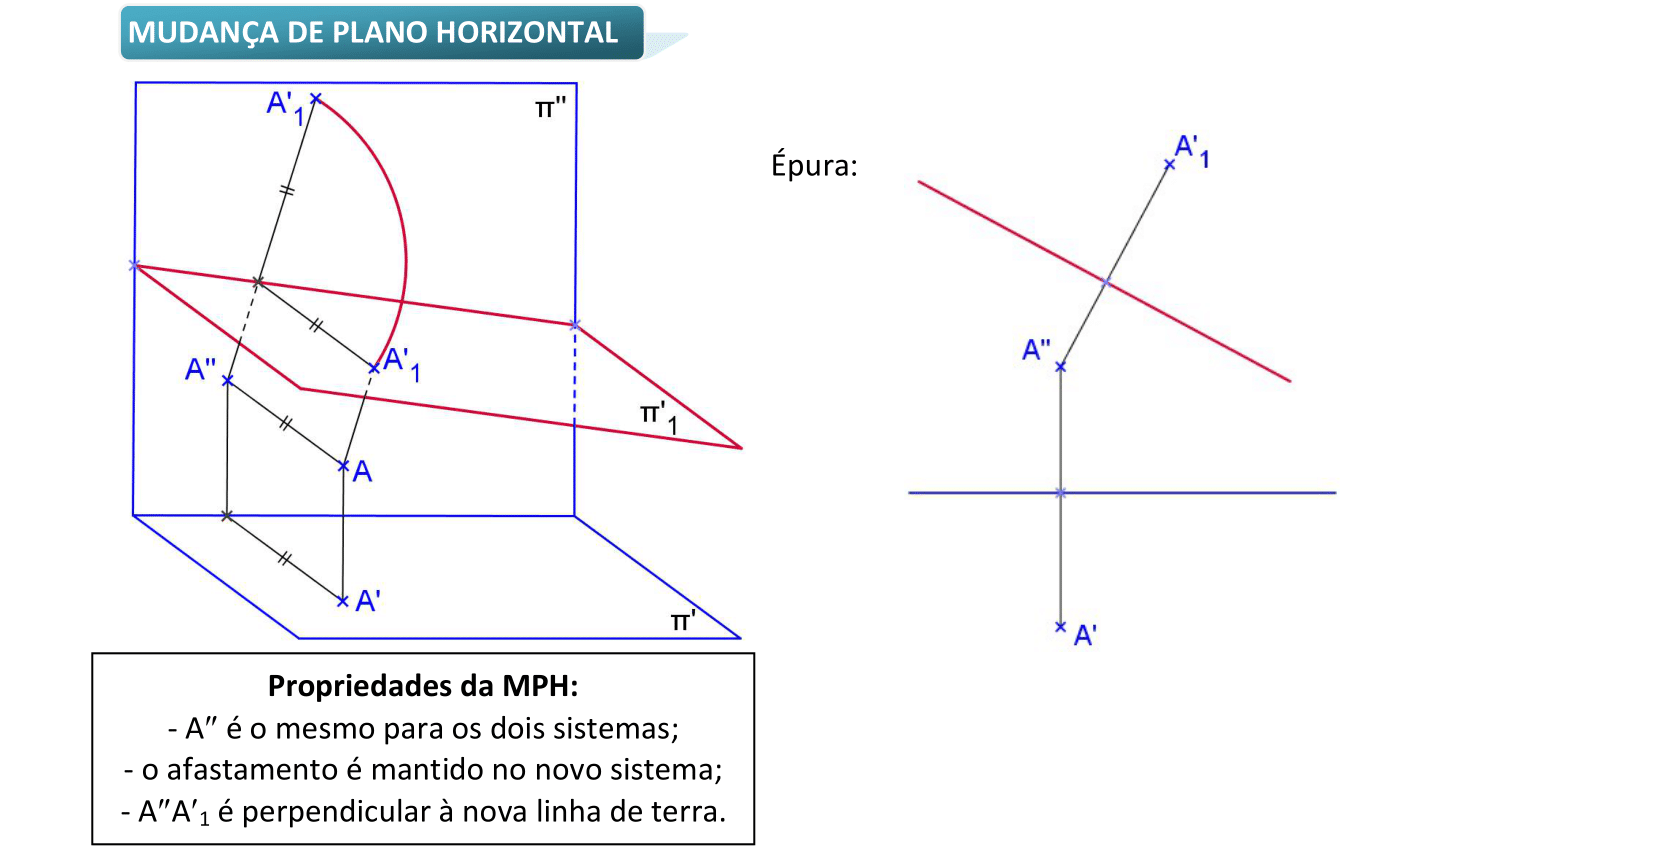 MUDANÇA DE PLANO HORIZONTAL
A'₁
π''
Épura:
A'₁
A''
A'₁
π'₁
A
A'
π'
A''
A'
Propriedades da MPH:
- A″ é o mesmo para os dois sistemas;
- o afastamento é mantido no novo sistema;
- A″A′₁ é perpendicular à nova linha de terra.